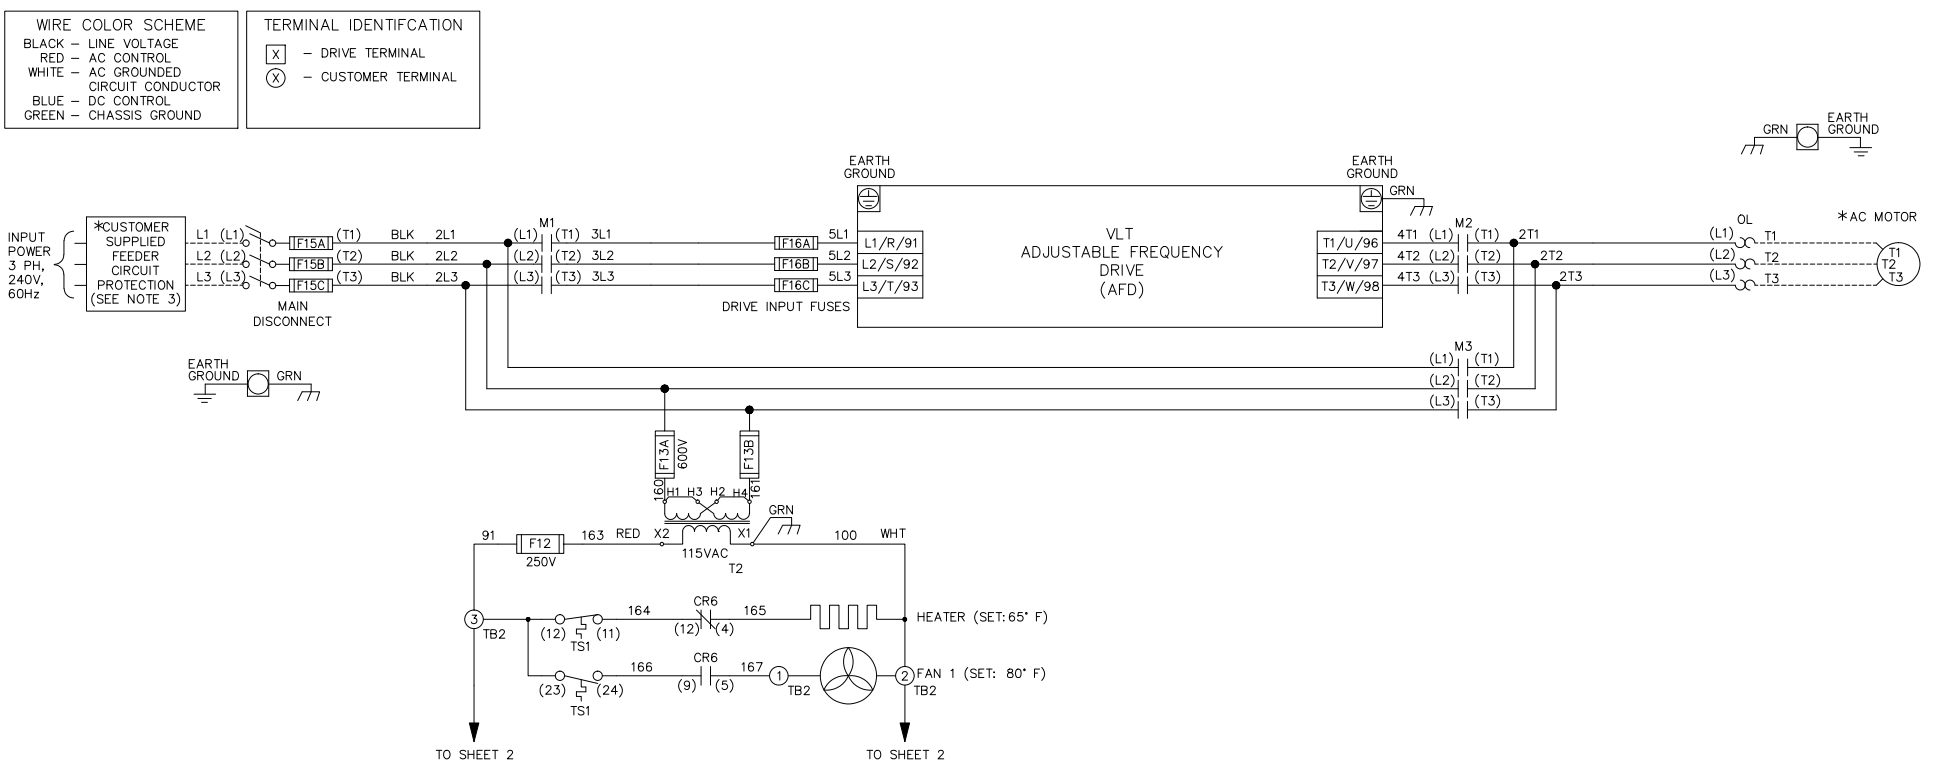 WIRE COLOR SCHEME
BLACK – LINE VOLTAGE
RED – AC CONTROL
WHITE – AC GROUNDED
CIRCUIT CONDUCTOR
BLUE – DC CONTROL
GREEN – CHASSIS GROUND
TERMINAL IDENTIFCATION
X – DRIVE TERMINAL
X – CUSTOMER TERMINAL
EARTH
GRN GROUND
EARTH
GROUND
EARTH
GROUND
GRN
INPUT
POWER
3 PH,
240V,
60Hz
*CUSTOMER
SUPPLIED
FEEDER
CIRCUIT
PROTECTION
(SEE NOTE 3)
L1 (L1) F15A (T1) BLK 2L1 (L1) M1 (T1) 3L1 F16A 5L1 L1/R/91
L2 (L2) F15B (T2) BLK 2L2 (L2) (T2) 3L2 F16B 5L2 L2/S/92
L3 (L3) F15C (T3) BLK 2L3 (L3) (T3) 3L3 F16C 5L3 L3/T/93
MAIN
DISCONNECT
DRIVE INPUT FUSES
VLT
ADJUSTABLE FREQUENCY
DRIVE
(AFD)
T1/U/96 4T1 (L1) M2 (T1) 2T1 (L1) OL T1
T2/V/97 4T2 (L2) (T2) 2T2 (L2) T2
T3/W/98 4T3 (L3) (T3) 2T3 (L3) T3
*AC MOTOR
T1
T2
T3
EARTH
GROUND GRN
M3
(L1) (T1)
(L2) (T2)
(L3) (T3)
F13A
600V
F13B
160
161
H1 H3 H2 H4
GRN
91 F12 163 RED X2 X1 100 WHT
250V
115VAC
T2
3
TB2
(12) (11)
TS1
164
CR6
(12) (4)
165
HEATER (SET:65° F)
(23) (24)
TS1
166
CR6
(9) (5)
167
1
TB2
2
TB2
FAN 1 (SET: 80° F)
TO SHEET 2
TO SHEET 2